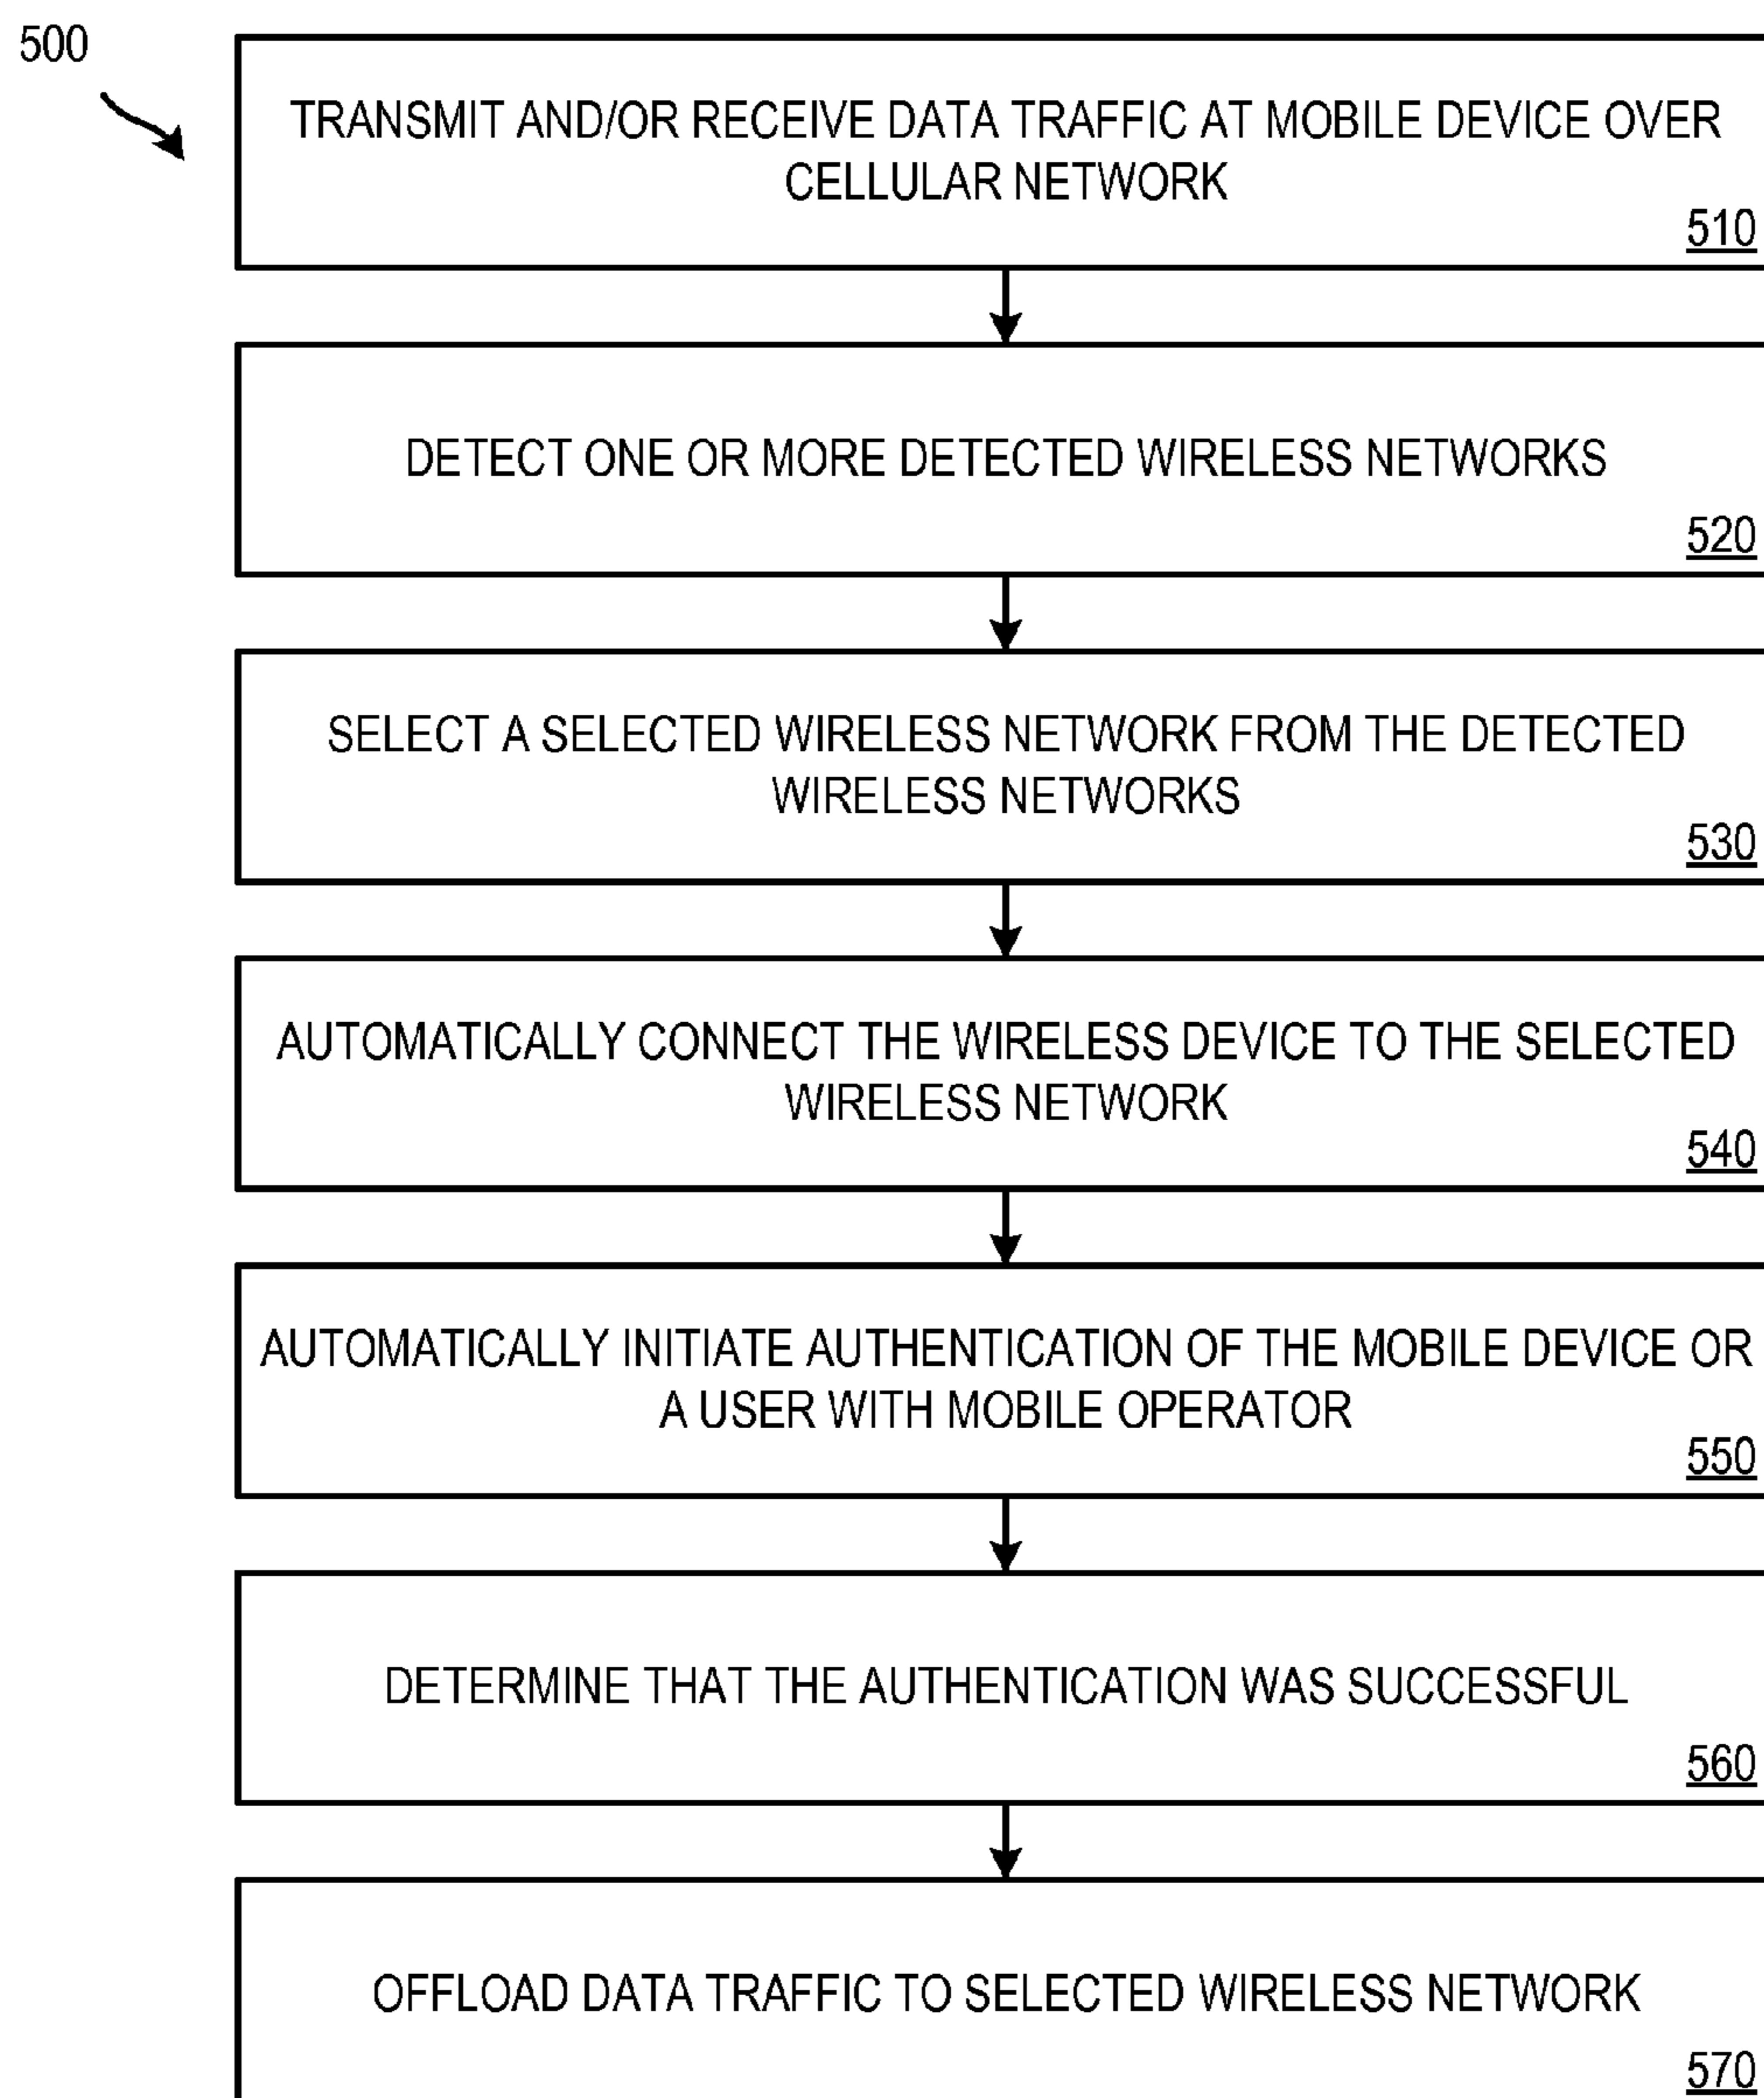 500
TRANSMIT AND/OR RECEIVE DATA TRAFFIC AT MOBILE DEVICE OVER
CELLULAR NETWORK
510
DETECT ONE OR MORE DETECTED WIRELESS NETWORKS
520
SELECT A SELECTED WIRELESS NETWORK FROM THE DETECTED
WIRELESS NETWORKS
530
AUTOMATICALLY CONNECT THE WIRELESS DEVICE TO THE SELECTED
WIRELESS NETWORK
540
AUTOMATICALLY INITIATE AUTHENTICATION OF THE MOBILE DEVICE OR
A USER WITH MOBILE OPERATOR
550
DETERMINE THAT THE AUTHENTICATION WAS SUCCESSFUL
560
OFFLOAD DATA TRAFFIC TO SELECTED WIRELESS NETWORK
570